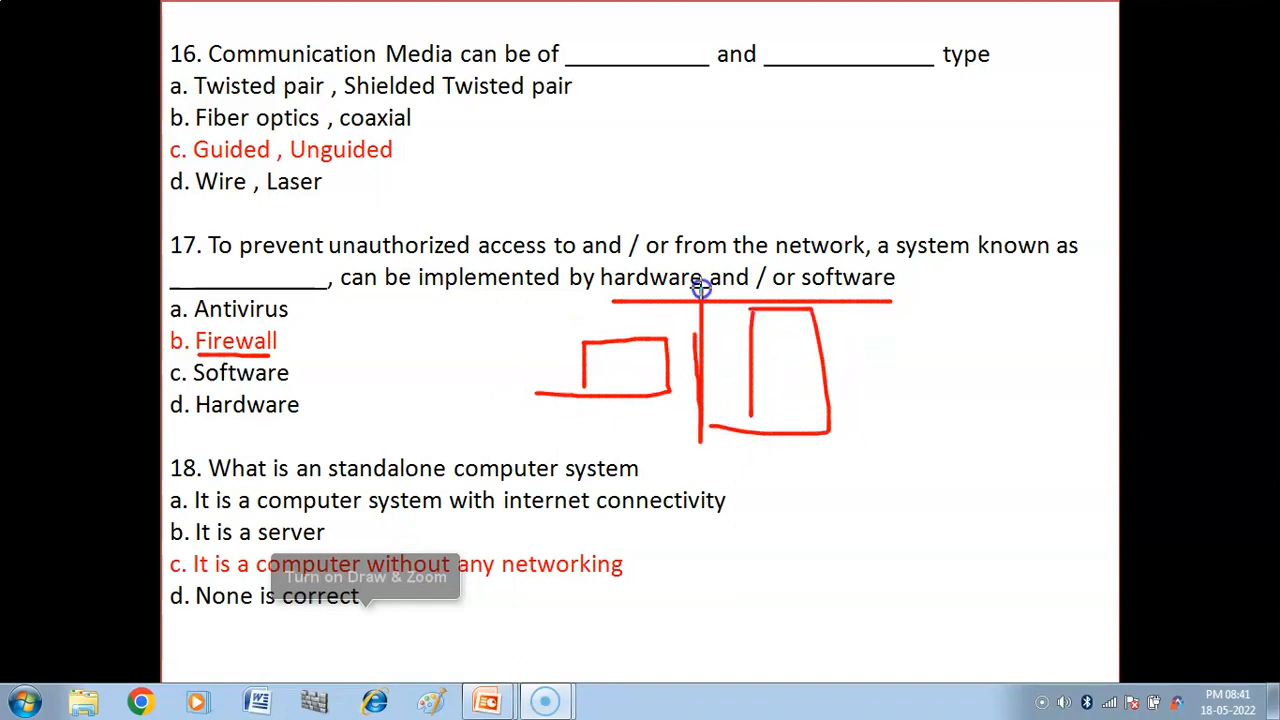 16. Communication Media can be of ____________ and ______________ type
a. Twisted pair , Shielded Twisted pair
b. Fiber optics , coaxial
c. Guided , Unguided
d. Wire , Laser
17. To prevent unauthorized access to and / or from the network, a system known as
_____________, can be implemented by hardware and / or software
a. Antivirus
b. Firewall
c. Software
d. Hardware
18. What is an standalone computer system
a. It is a computer system with internet connectivity
b. It is a server
c. It is a computer without any networking
Turn on Draw & Zoom
d. None is correct
PM 08:41
18-05-2022